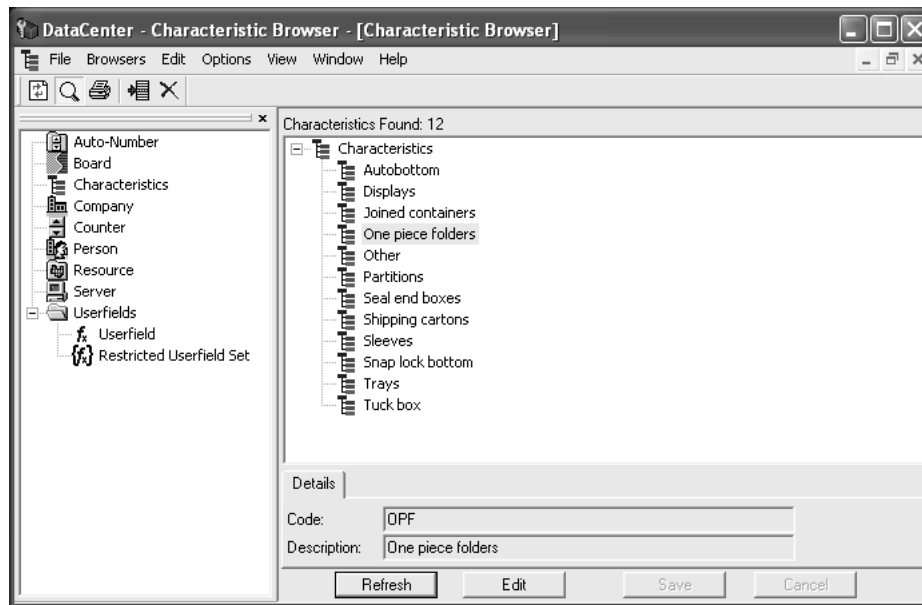 DataCenter - Characteristic Browser - [Characteristic Browser]
File Browsers Edit Options View Window Help
Auto-Number
Board
Characteristics
Company
Counter
Person
Resource
Server
Userfields
Userfield
Restricted Userfield Set
Characteristics Found: 12
Characteristics
Autobottom
Displays
Joined containers
One piece folders
Other
Partitions
Seal end boxes
Shipping cartons
Sleeves
Snap lock bottom
Trays
Tuck box
Details
Code: OPF
Description: One piece folders
Refresh Edit Save Cancel